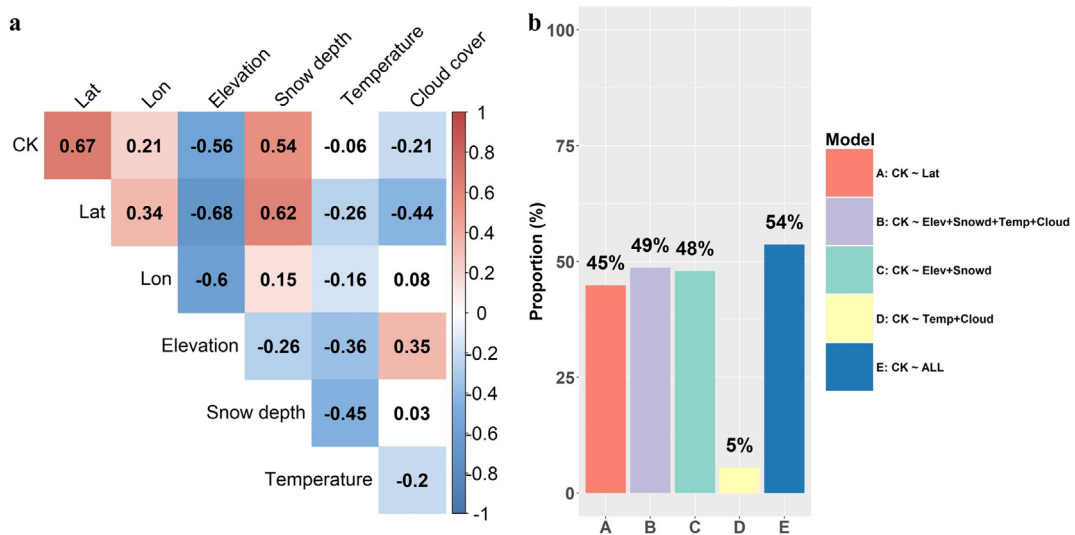 a
Lat Lon Elevation Snow depth Temperature Cloud cover
CK 0.67 0.21 -0.56 0.54 -0.06 -0.21
Lat 0.34 -0.68 0.62 -0.26 -0.44
Lon -0.6 0.15 -0.16 0.08
Elevation -0.26 -0.36 0.35
Snow depth -0.45 0.03
Temperature -0.2
1
0.8
0.6
0.4
0.2
0
-0.2
-0.4
-0.6
-0.8
-1
b
Proportion (%)
100
75
50
25
0
45%
49%
48%
5%
54%
A B C D E
Model
A: CK ~ Lat
B: CK ~ Elev+Snowd+Temp+Cloud
C: CK ~ Elev+Snowd
D: CK ~ Temp+Cloud
E: CK ~ ALL